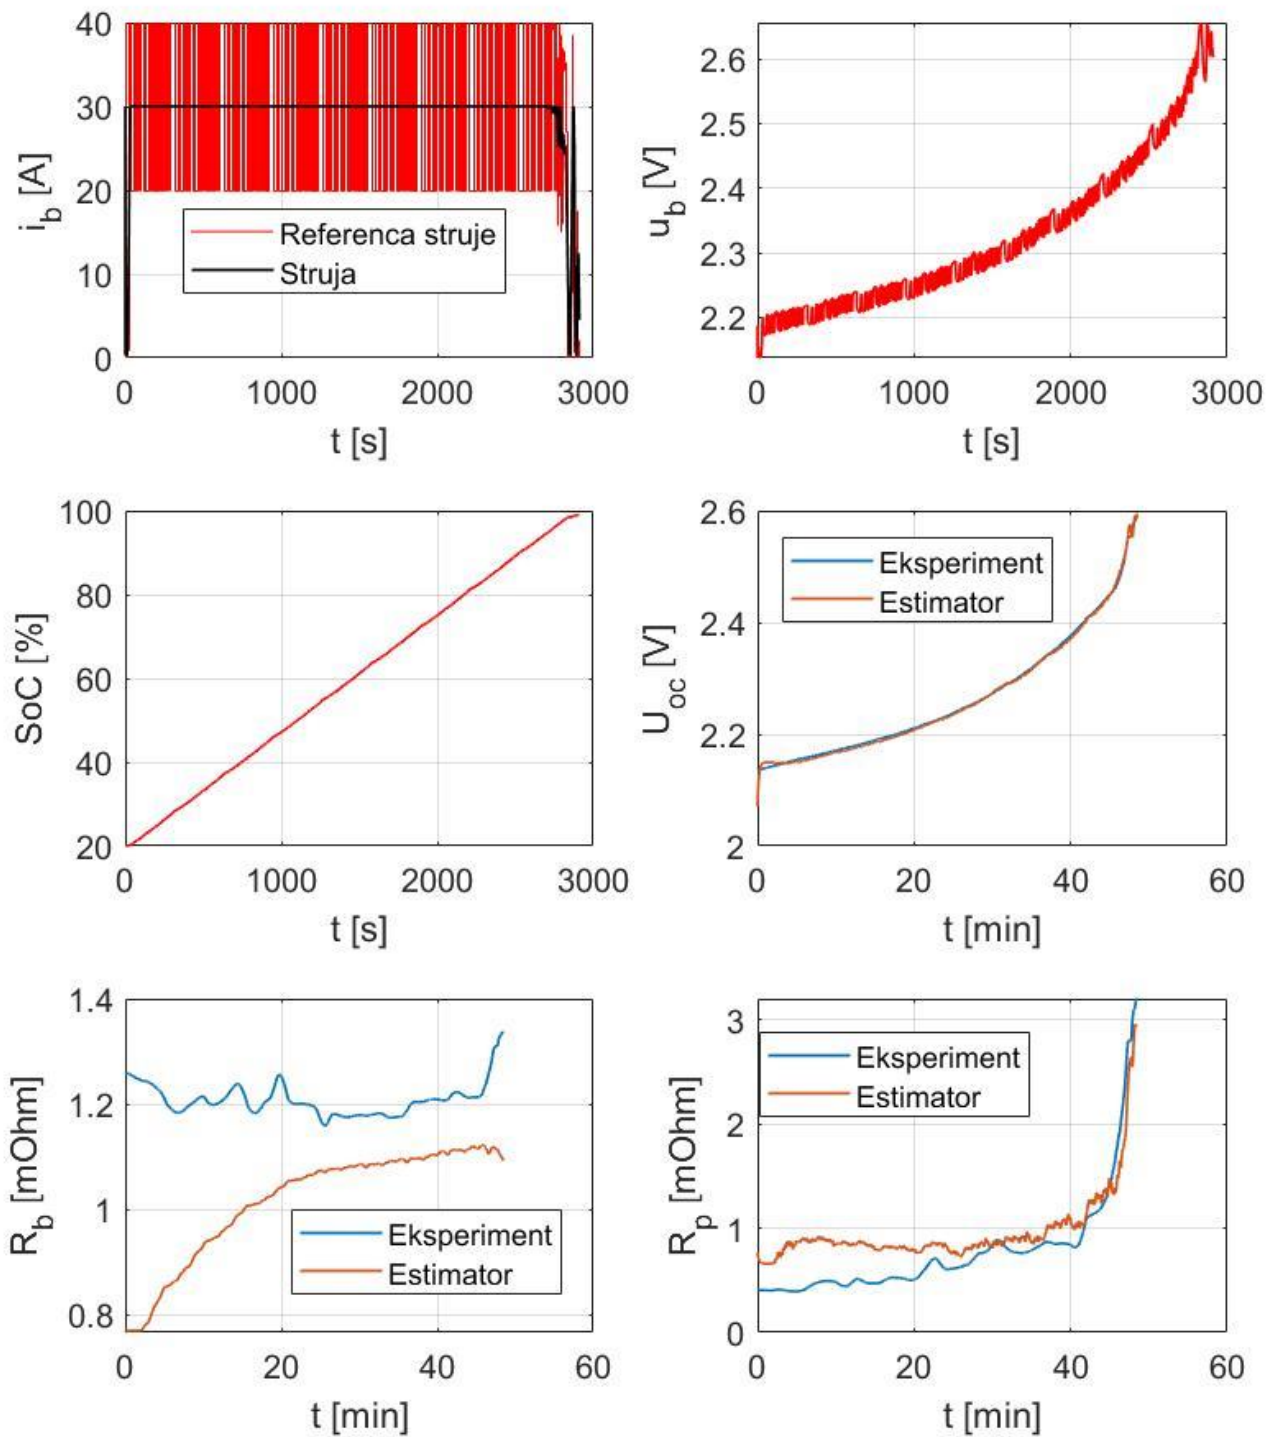 40
30
20
10
0
i_b [A]
Referenca struje
Struja
0 1000 2000 3000
t [s]
2.6
2.5
2.4
2.3
2.2
u_b [V]
0 1000 2000 3000
t [s]
100
80
60
40
20
SoC [%]
0 1000 2000 3000
t [s]
2.6
2.4
2.2
2
U_oc [V]
Eksperiment
Estimator
0 20 40 60
t [min]
1.4
1.2
1
0.8
R_b [mOhm]
Eksperiment
Estimator
0 20 40 60
t [min]
3
2
1
0
R_p [mOhm]
Eksperiment
Estimator
0 20 40 60
t [min]